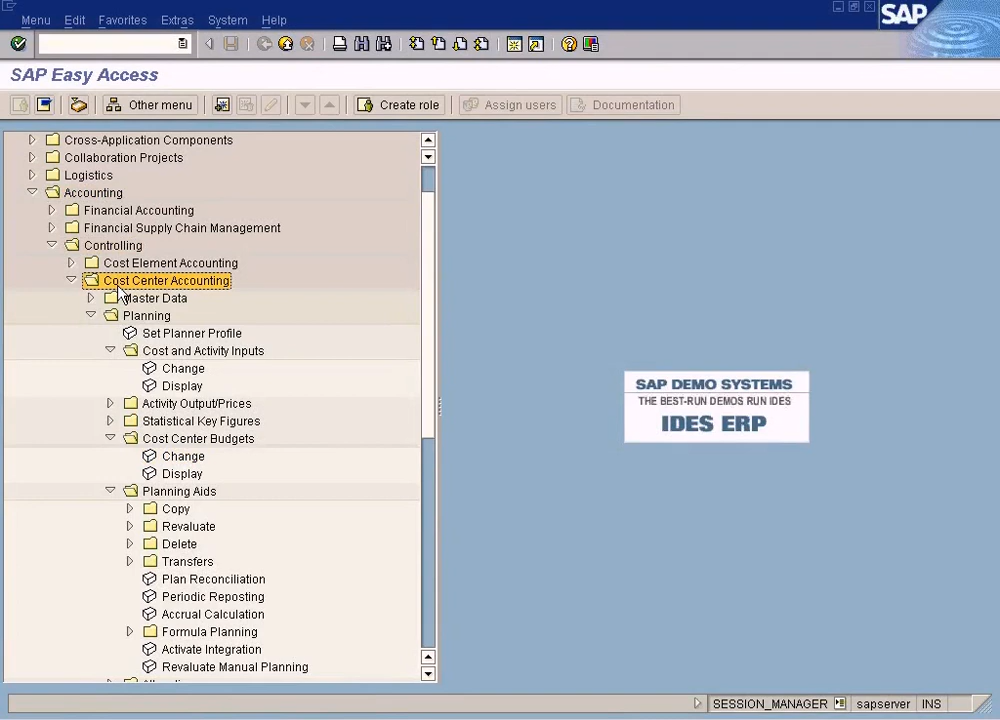 Menu Edit Favorites Extras System Help
SAP
SAP Easy Access
Other menu Create role Assign users Documentation
Cross-Application Components
Collaboration Projects
Logistics
Accounting
Financial Accounting
Financial Supply Chain Management
Controlling
Cost Element Accounting
Cost Center Accounting
Master Data
Planning
Set Planner Profile
Cost and Activity Inputs
Change
Display
Activity Output/Prices
Statistical Key Figures
Cost Center Budgets
Change
Display
Planning Aids
Copy
Revaluate
Delete
Transfers
Plan Reconciliation
Periodic Reposting
Accrual Calculation
Formula Planning
Activate Integration
Revaluate Manual Planning
SAP DEMO SYSTEMS
THE BEST-RUN DEMOS RUN IDES
IDES ERP
SESSION_MANAGER sapserver INS